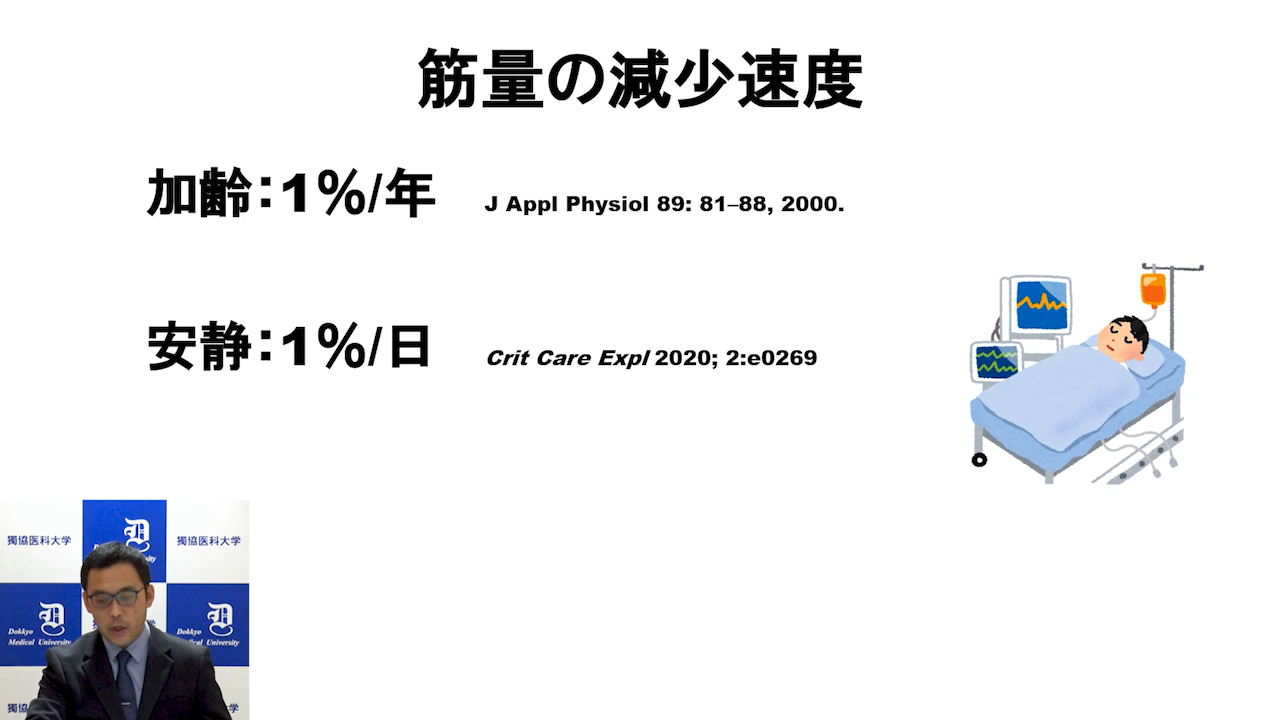 筋量の減少速度
加齢：1％/年 J Appl Physiol 89: 81–88, 2000.
安静：1％/日 Crit Care Expl 2020; 2:e0269
獨協医科大学
獨協医科大学
Dokkyo
Medical University
Medical University